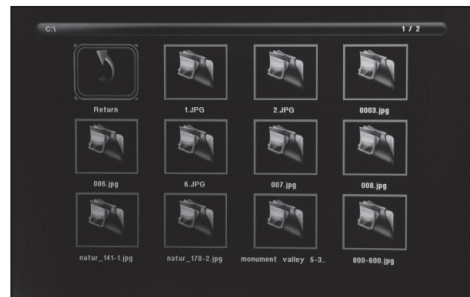 C:\ 1 / 2
Return 1.JPG 2.JPG 0003.jpg
006.jpg 6.JPG 007.jpg 008.jpg
natur_141-1.jpg natur_178-2.jpg monument valley 6-3.. 800-600.jpg